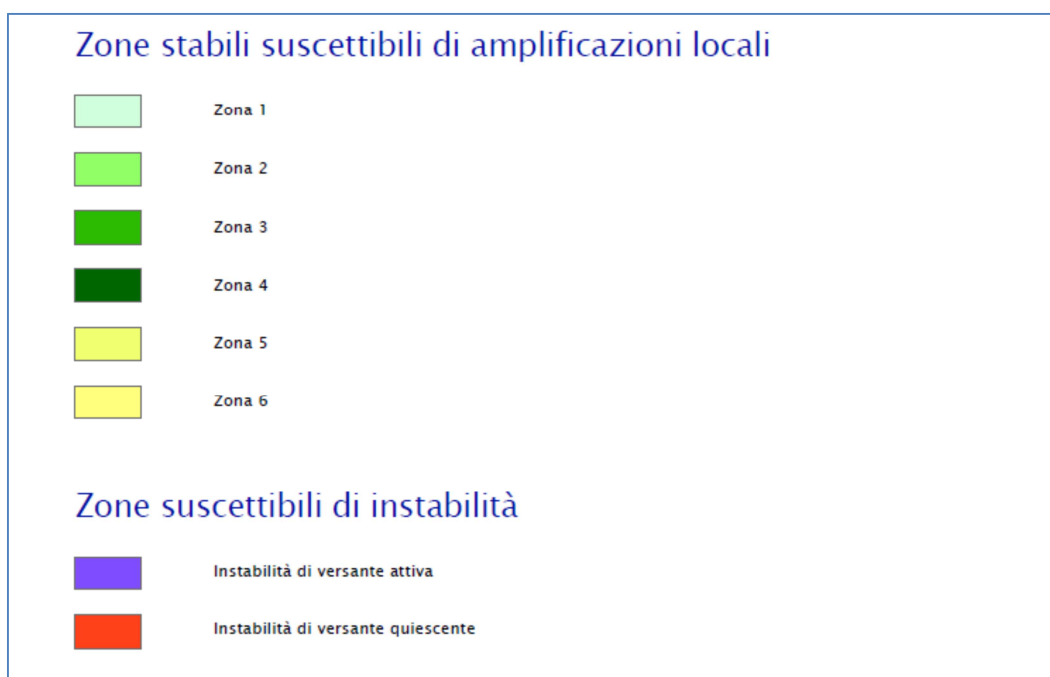 Zone stabili suscettibili di amplificazioni locali
Zona 1
Zona 2
Zona 3
Zona 4
Zona 5
Zona 6
Zone suscettibili di instabilità
Instabilità di versante attiva
Instabilità di versante quiescente